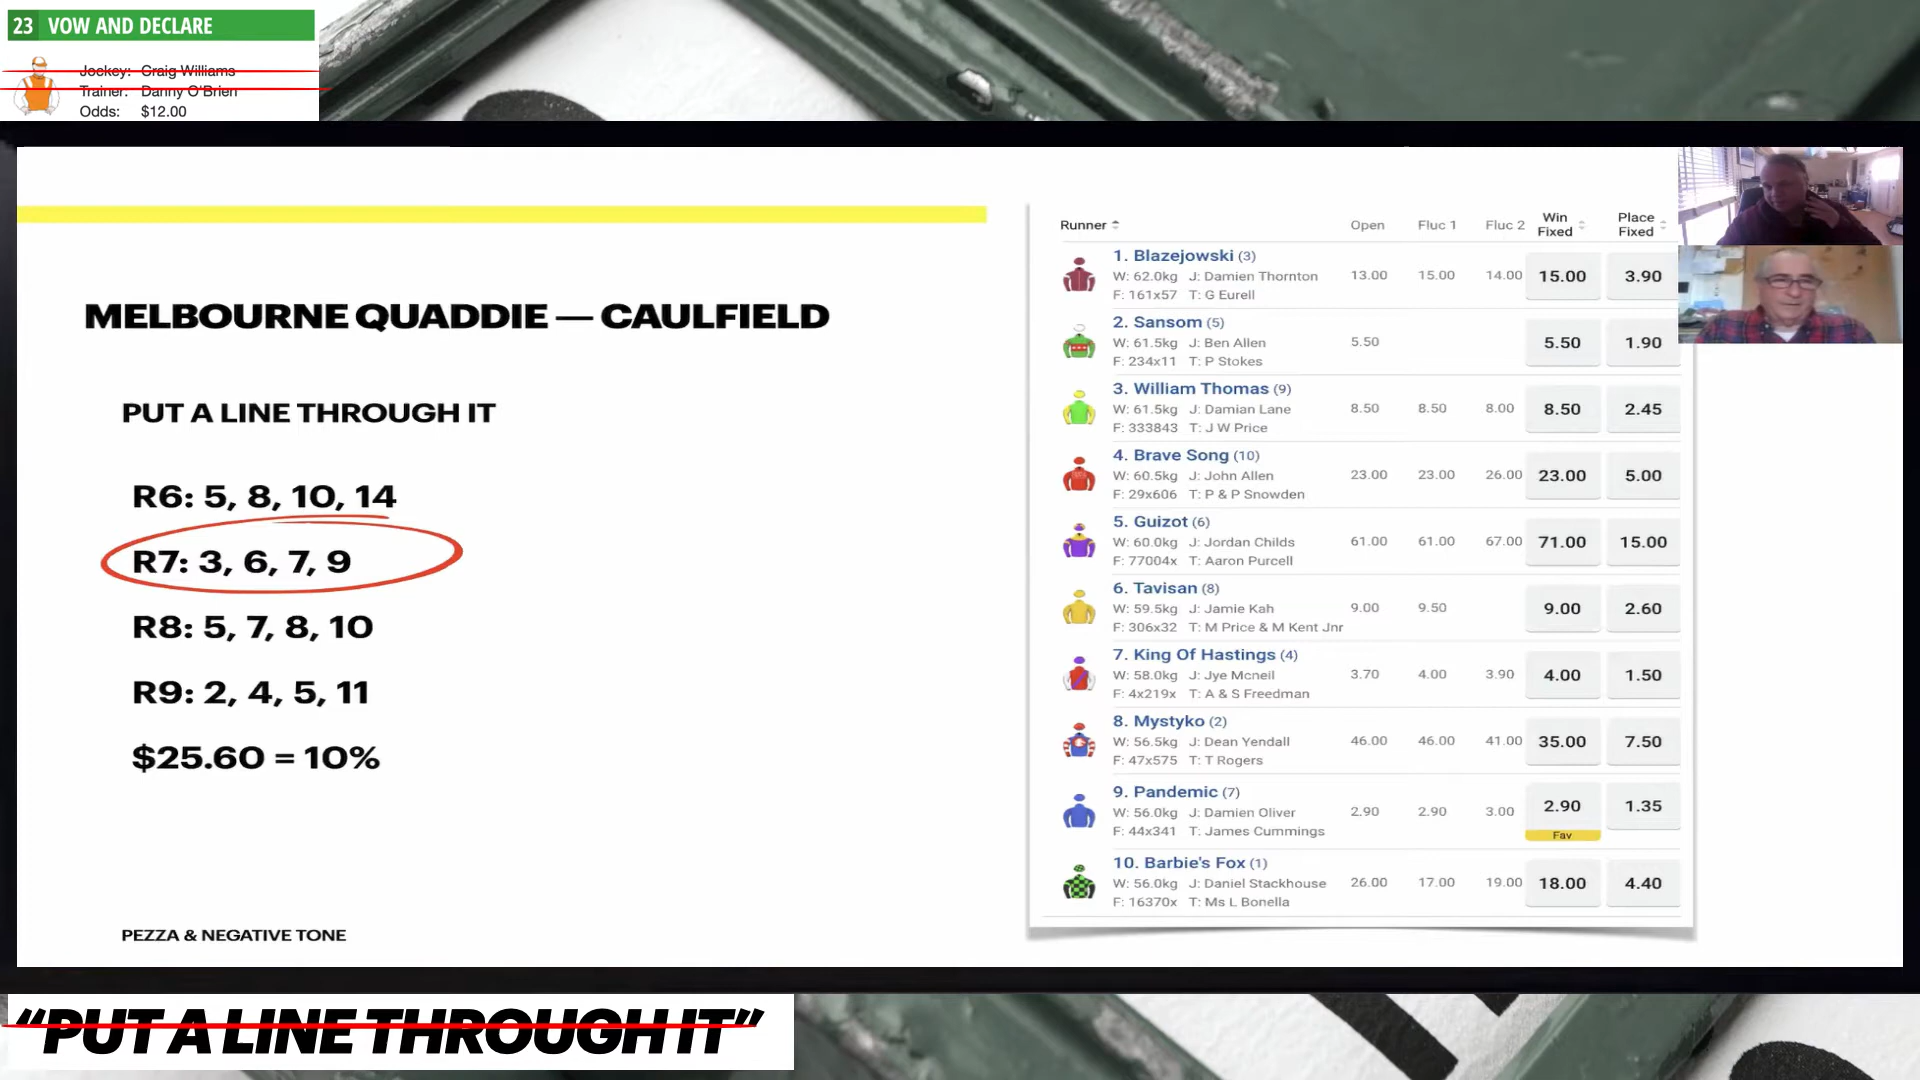 23 VOW AND DECLARE
Jockey: Craig Williams
Trainer: Danny O'Brien
Odds: $12.00
MELBOURNE QUADDIE — CAULFIELD
PUT A LINE THROUGH IT
R6: 5, 8, 10, 14
R7: 3, 6, 7, 9
R8: 5, 7, 8, 10
R9: 2, 4, 5, 11
$25.60 = 10%
PEZZA & NEGATIVE TONE
Runner Open Fluc 1 Fluc 2 Win Fixed Place Fixed
1. Blazejowski (3)
W: 62.0kg J: Damien Thornton 13.00 15.00 14.00 15.00 3.90
F: 161x57 T: G Eurell
2. Sansom (5)
W: 61.5kg J: Ben Allen 5.50 5.50 1.90
F: 234x11 T: P Stokes
3. William Thomas (9)
W: 61.5kg J: Damian Lane 8.50 8.50 8.00 8.50 2.45
F: 333843 T: J W Price
4. Brave Song (10)
W: 60.5kg J: John Allen 23.00 23.00 26.00 23.00 5.00
F: 29x606 T: P & P Snowden
5. Guizot (6)
W: 60.0kg J: Jordan Childs 61.00 61.00 67.00 71.00 15.00
F: 77004x T: Aaron Purcell
6. Tavisan (8)
W: 59.5kg J: Jamie Kah 9.00 9.50 9.00 2.60
F: 306x32 T: M Price & M Kent Jnr
7. King Of Hastings (4)
W: 58.0kg J: Jye Mcneil 3.70 4.00 3.90 4.00 1.50
F: 4x219x T: A & S Freedman
8. Mystyko (2)
W: 56.5kg J: Dean Yendall 46.00 46.00 41.00 35.00 7.50
F: 47x575 T: T Rogers
9. Pandemic (7)
W: 56.0kg J: Damien Oliver 2.90 2.90 3.00 2.90 1.35
F: 44x341 T: James Cummings Fav
10. Barbie's Fox (1)
W: 56.0kg J: Daniel Stackhouse 26.00 17.00 19.00 18.00 4.40
F: 16370x T: Ms L Bonella
“PUT A LINE THROUGH IT”